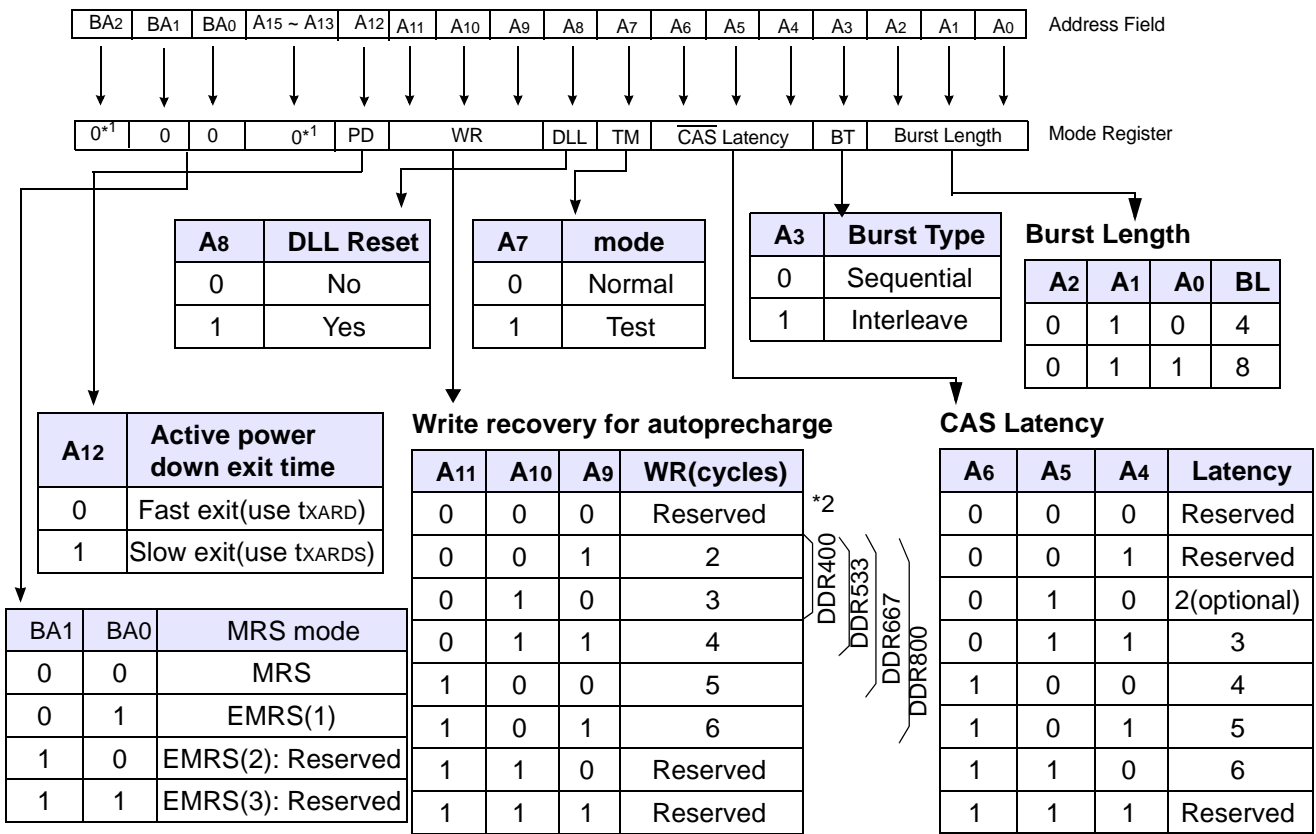 BA2 BA1 BA0 A15 ~ A13 A12 A11 A10 A9 A8 A7 A6 A5 A4 A3 A2 A1 A0 Address Field
0*1 0 0 0*1 PD WR DLL TM CAS Latency BT Burst Length Mode Register
A8 DLL Reset
0 No
1 Yes
A7 mode
0 Normal
1 Test
A3 Burst Type
0 Sequential
1 Interleave
Burst Length
A2 A1 A0 BL
0 1 0 4
0 1 1 8
A12 Active power
down exit time
0 Fast exit(use tXARD)
1 Slow exit(use tXARDS)
BA1 BA0 MRS mode
0 0 MRS
0 1 EMRS(1)
1 0 EMRS(2): Reserved
1 1 EMRS(3): Reserved
Write recovery for autoprecharge
A11 A10 A9 WR(cycles)
0 0 0 Reserved
0 0 1 2
0 1 0 3
0 1 1 4
1 0 0 5
1 0 1 6
1 1 0 Reserved
1 1 1 Reserved
*2
DDR400
DDR533
DDR667
DDR800
CAS Latency
A6 A5 A4 Latency
0 0 0 Reserved
0 0 1 Reserved
0 1 0 2(optional)
0 1 1 3
1 0 0 4
1 0 1 5
1 1 0 6
1 1 1 Reserved